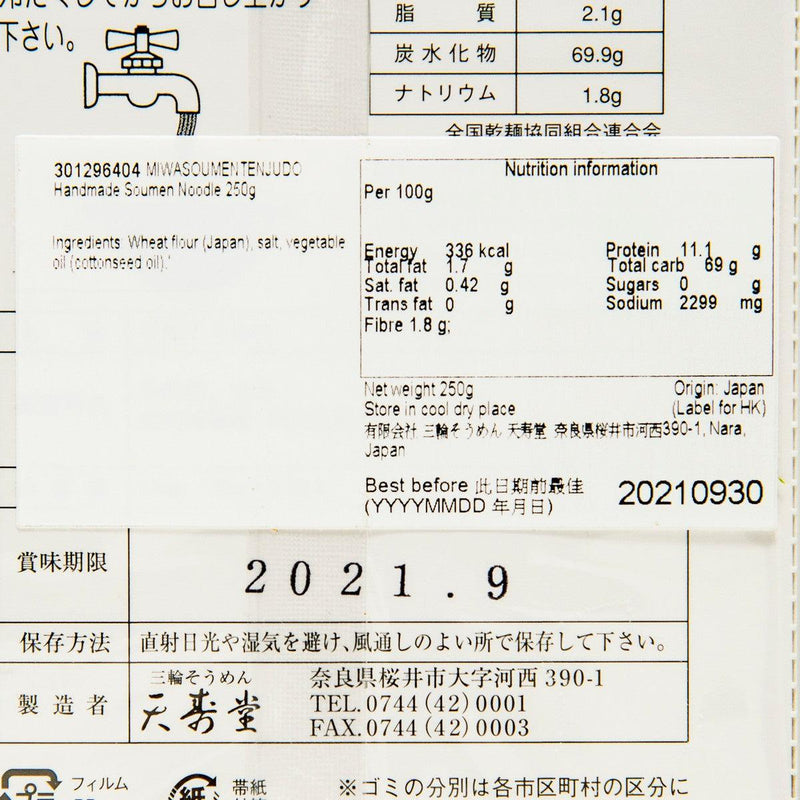 下さい。
脂質 2.1g
炭水化物 69.9g
ナトリウム 1.8g
全国乾麺協同組合連合会
301296404 MIWASOUMENTENJUDO
Handmade Soumen Noodle 250g
Ingredients: Wheat flour (Japan), salt, vegetable
oil (cottonseed oil).
Nutrition information
Per 100g
Energy 336 kcal Protein 11.1 g
Total fat 1.7 g Total carb 69 g
Sat. fat 0.42 g Sugars 0 g
Trans fat 0 g Sodium 2299 mg
Fibre 1.8 g;
Net weight 250g Origin: Japan
Store in cool dry place (Label for HK)
有限会社 三輪そうめん 天寿堂 奈良県桜井市河西390-1, Nara,
Japan
Best before 此日期前最佳 20210930
(YYYYMMDD 年月日)
賞味期限 2021.9
保存方法 直射日光や湿気を避け、風通しのよい所で保存して下さい。
製造者 三輪そうめん 天寿堂 奈良県桜井市大字河西 390-1
TEL.0744(42)0001
FAX.0744(42)0003
プラ フィルム 紙 帯紙 ※ゴミの分別は各市区町村の区分に